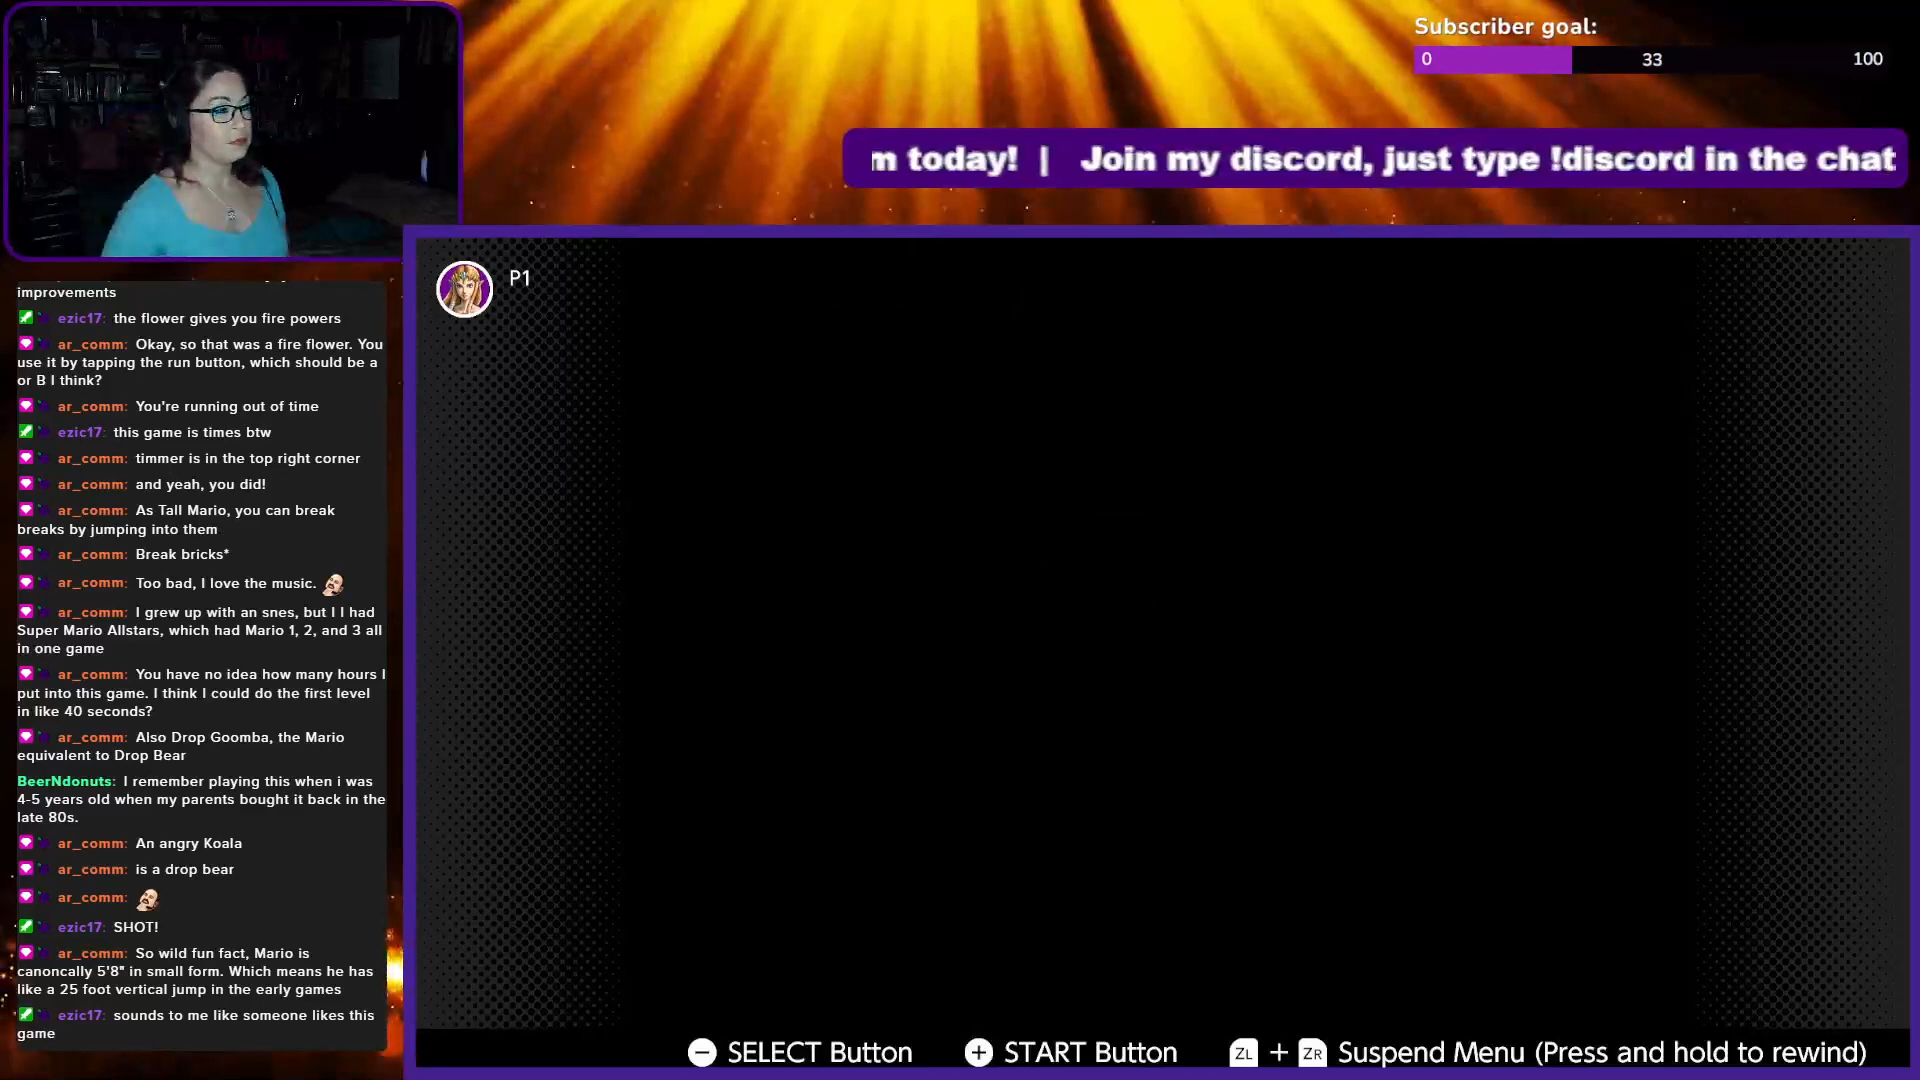 Subscriber goal:
0 33 100
m today! | Join my discord, just type !discord in the chat
P1
improvements
ezic17: the flower gives you fire powers
ar_comm: Okay, so that was a fire flower. You
use it by tapping the run button, which should be a
or B I think?
ar_comm: You're running out of time
ezic17: this game is times btw
ar_comm: timmer is in the top right corner
ar_comm: and yeah, you did!
ar_comm: As Tall Mario, you can break
breaks by jumping into them
ar_comm: Break bricks*
ar_comm: Too bad, I love the music.
ar_comm: I grew up with an snes, but I I had
Super Mario Allstars, which had Mario 1, 2, and 3 all
in one game
ar_comm: You have no idea how many hours I
put into this game. I think I could do the first level
in like 40 seconds?
ar_comm: Also Drop Goomba, the Mario
equivalent to Drop Bear
BeerNdonuts: I remember playing this when i was
4-5 years old when my parents bought it back in the
late 80s.
ar_comm: An angry Koala
ar_comm: is a drop bear
ar_comm:
ezic17: SHOT!
ar_comm: So wild fun fact, Mario is
canoncally 5'8" in small form. Which means he has
like a 25 foot vertical jump in the early games
ezic17: sounds to me like someone likes this
game
SELECT Button START Button ZL + ZR Suspend Menu (Press and hold to rewind)